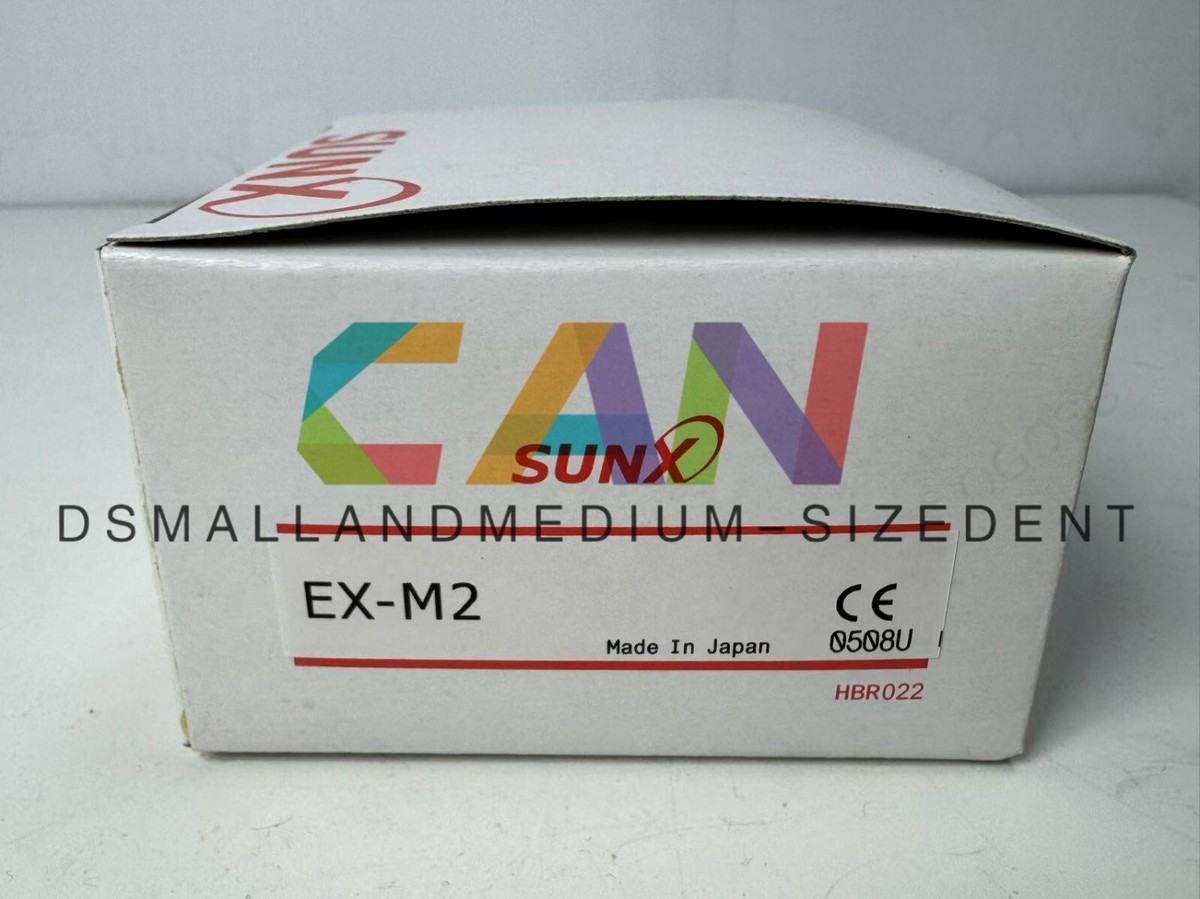 SUNX
CAN
SUNX
DSMALLANDMEDIUM-SIZEDENT
EX-M2
CE
Made In Japan
0508U
HBR022